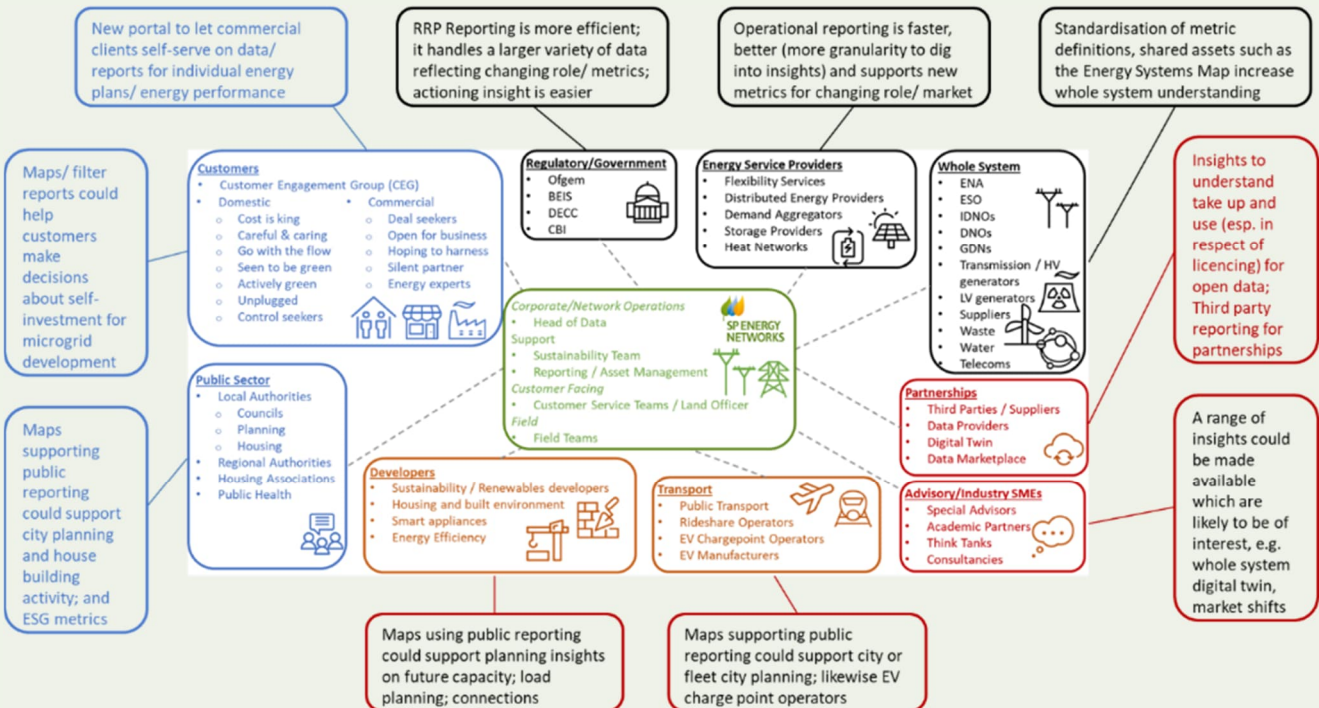 New portal to let commercial
clients self-serve on data/
reports for individual energy
plans/ energy performance
RRP Reporting is more efficient;
it handles a larger variety of data
reflecting changing role/ metrics;
actioning insight is easier
Operational reporting is faster,
better (more granularity to dig
into insights) and supports new
metrics for changing role/ market
Standardisation of metric
definitions, shared assets such as
the Energy Systems Map increase
whole system understanding
Maps/ filter
reports could
help
customers
make
decisions
about self-
investment for
microgrid
development
Customers
• Customer Engagement Group (CEG)
• Domestic
o Cost is king
o Careful & caring
o Go with the flow
o Seen to be green
o Actively green
o Unplugged
o Control seekers
• Commercial
o Deal seekers
o Open for business
o Hoping to harness
o Silent partner
o Energy experts
Regulatory/Government
• Ofgem
• BEIS
• DECC
• CBI
Energy Service Providers
• Flexibility Services
• Distributed Energy Providers
• Demand Aggregators
• Storage Providers
• Heat Networks
Whole System
• ENA
• ESO
• IDNOs
• DNOs
• GDNs
• Transmission / HV
generators
• LV generators
• Suppliers
• Waste
• Water
• Telecoms
Insights to
understand
take up and
use (esp. in
respect of
licencing) for
open data;
Third party
reporting for
partnerships
Corporate/Network Operations
• Head of Data
Support
• Sustainability Team
• Reporting / Asset Management
Customer Facing
• Customer Service Teams / Land Officer
Field
• Field Teams
SP ENERGY
NETWORKS
Maps
supporting
public
reporting
could support
city planning
and house
building
activity; and
ESG metrics
Public Sector
• Local Authorities
o Councils
o Planning
o Housing
• Regional Authorities
• Housing Associations
• Public Health
Partnerships
• Third Parties / Suppliers
• Data Providers
• Digital Twin
• Data Marketplace
A range of
insights could
be made
available
which are
likely to be of
interest, e.g.
whole system
digital twin,
market shifts
Developers
• Sustainability / Renewables developers
• Housing and built environment
• Smart appliances
• Energy Efficiency
Transport
• Public Transport
• Rideshare Operators
• EV Chargepoint Operators
• EV Manufacturers
Advisory/Industry SMEs
• Special Advisors
• Academic Partners
• Think Tanks
• Consultancies
Maps using public reporting
could support planning insights
on future capacity; load
planning; connections
Maps supporting public
reporting could support city or
fleet city planning; likewise EV
charge point operators